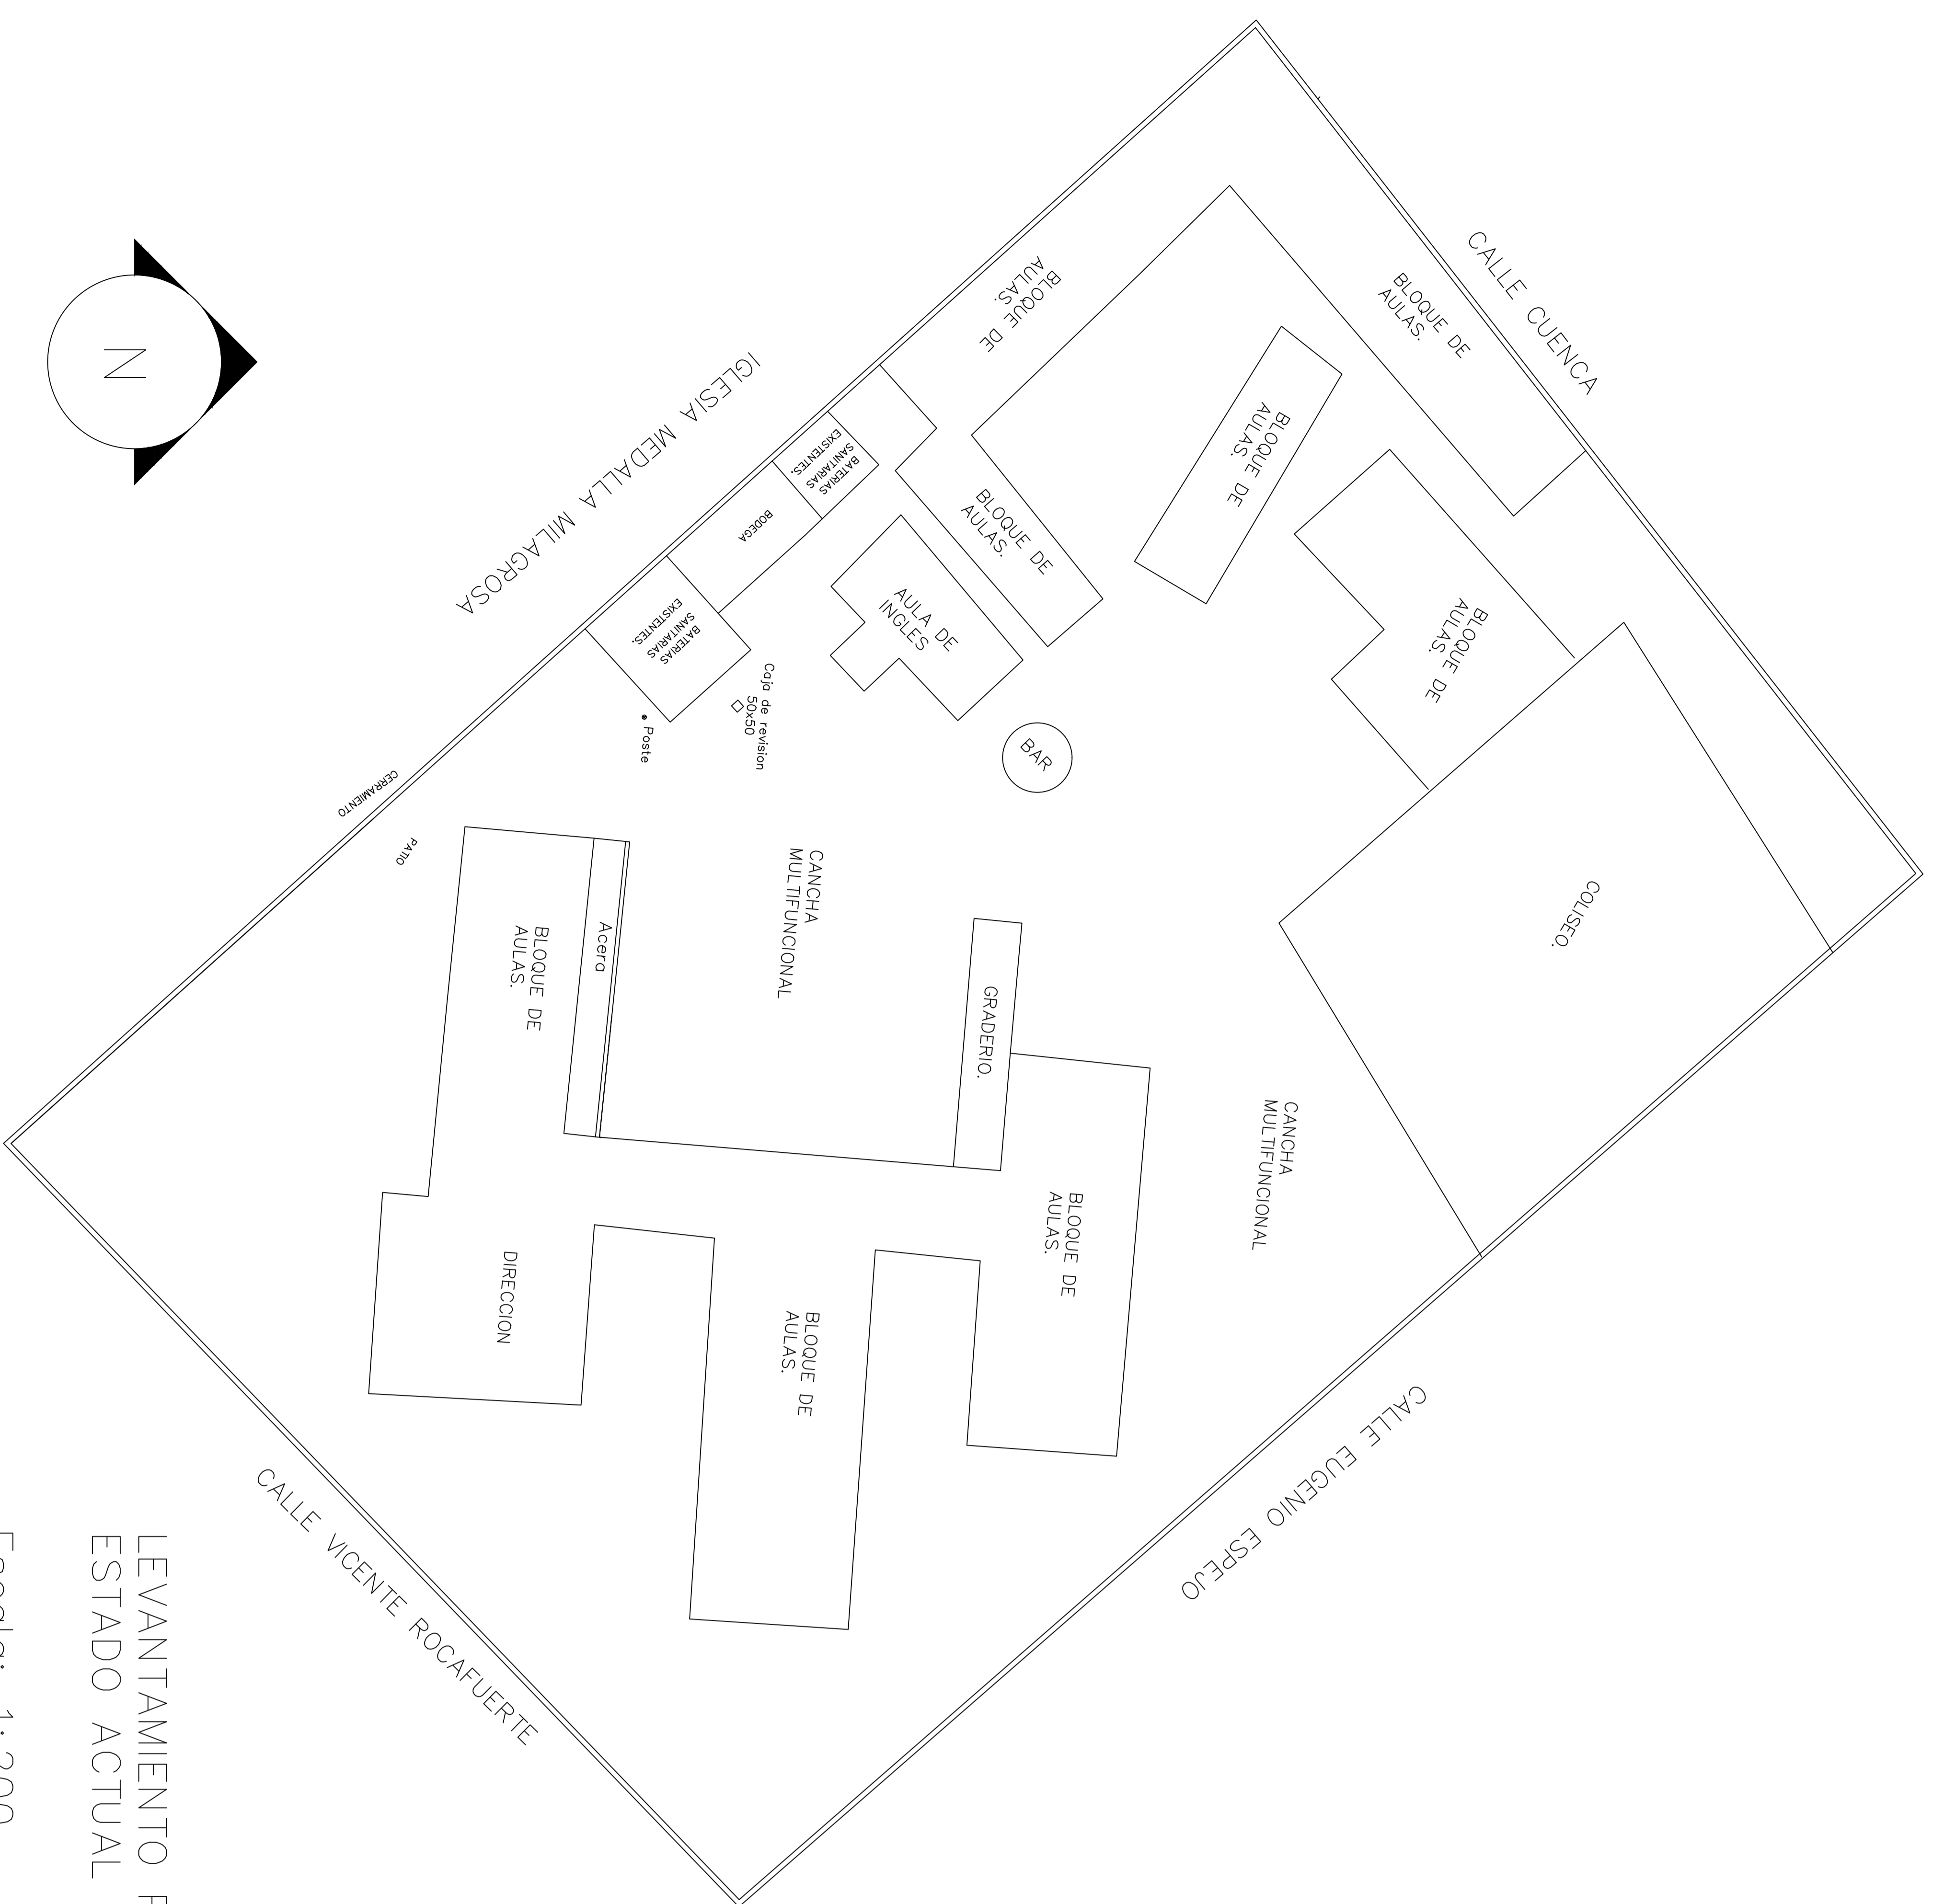 CALLE CUENCA
BLOQUE DE
AULAS.
BLOQUE DE
AULAS.
BLOQUE DE
AULAS.
IGLESIA MEDALLA MILAGROSA
BATERIAS
SANITARIAS
EXISTENTES.
BODEGA
BLOQUE DE
AULAS.
AULA DE
INGLES
BLOQUE DE
AULAS.
BATERIAS
SANITARIAS
EXISTENTES.
Caja de revision
50x50
Poste
BAR
CERRAMIENTO
PATIO
COLISEO.
CANCHA
MULTIFUNCIONAL
Acera
BLOQUE DE
AULAS.
GRADERIO.
CANCHA
MULTIFUNCIONAL
BLOQUE DE
AULAS.
DIRECCION
BLOQUE DE
AULAS.
CALLE EUGENIO ESPEJO
CALLE VICENTE ROCAFUERTE
N
LEVANTAMIENTO
ESTADO ACTUAL
Escala: 1:200